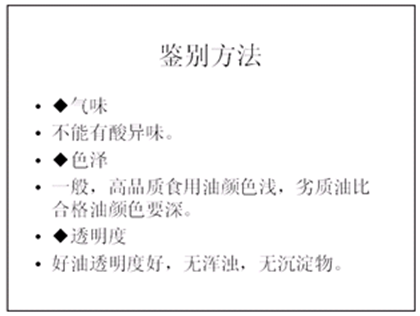 鉴别方法
• ◆气味
• 不能有酸异味。
• ◆色泽
• 一般，高品质食用油颜色浅，劣质油比
合格油颜色要深。
• ◆透明度
• 好油透明度好，无浑浊，无沉淀物。